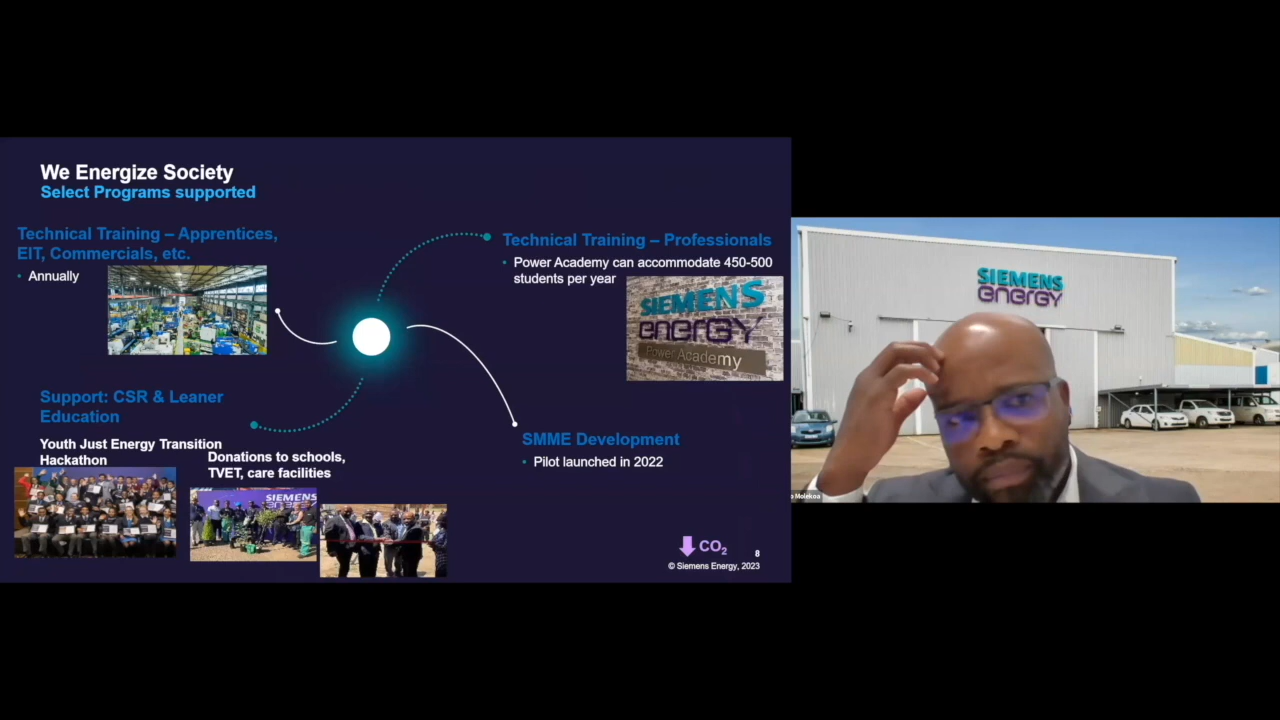 We Energize Society
Select Programs supported
Technical Training – Apprentices,
EIT, Commercials, etc.
• Annually
Technical Training – Professionals
• Power Academy can accommodate 450-500
students per year
SIEMENS
energy
Power Academy
Support: CSR & Leaner
Education
Youth Just Energy Transition
Hackathon
Donations to schools,
TVET, care facilities
SIEMENS
energy
SMME Development
• Pilot launched in 2022
CO2
8
© Siemens Energy, 2023
SIEMENS
energy
o Molekoa